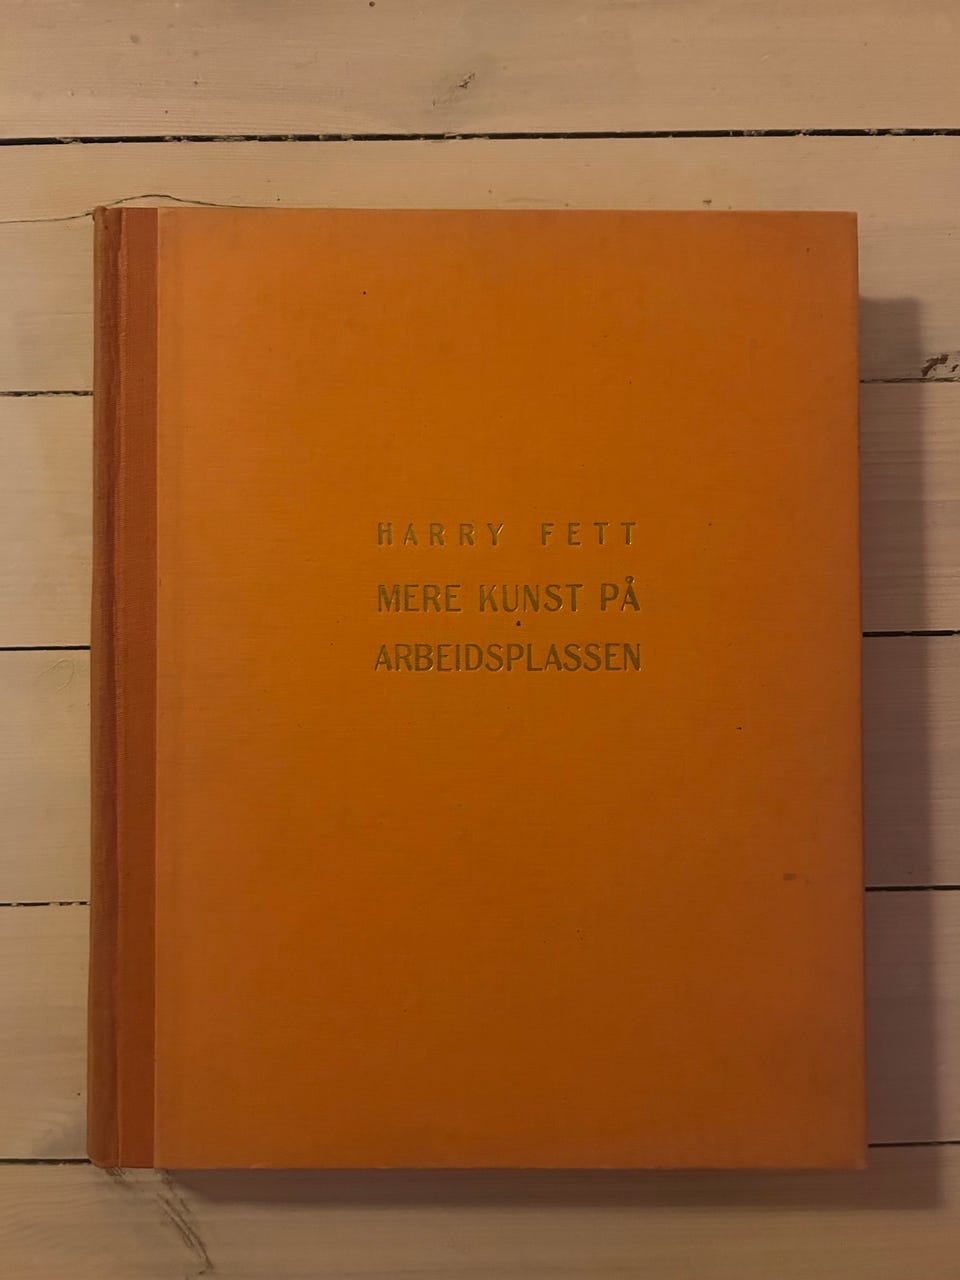 HARRY FETT
MERE KUNST PÅ
ARBEIDSPLASSEN